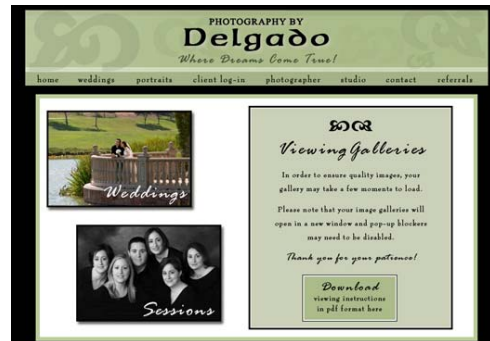 PHOTOGRAPHY BY
Delgado
Where Dreams Come True!
home weddings portraits client log-in photographer studio contact referrals
Weddings
Sessions
Viewing Galleries
In order to ensure quality images, your
gallery may take a few moments to load.
Please note that your image galleries will
open in a new window and pop-up blockers
may need to be disabled.
Thank you for your patience!
Download
viewing instructions
in pdf format here